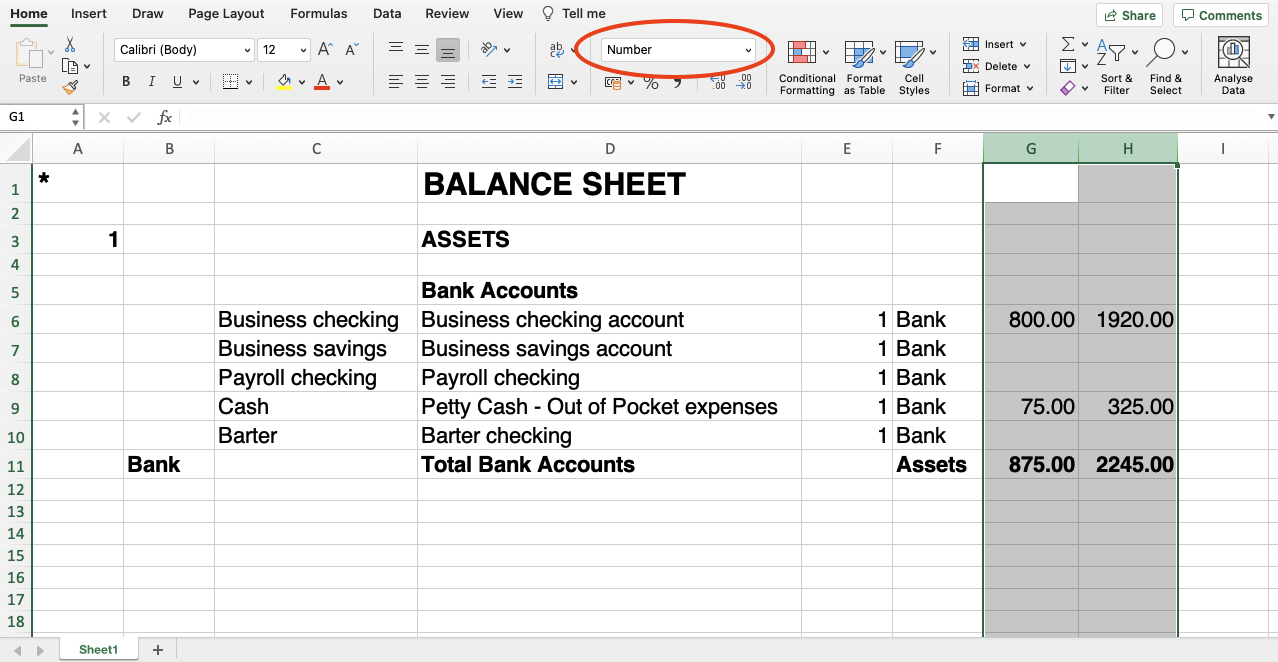 Home Insert Draw Page Layout Formulas Data Review View Tell me Share Comments
Paste Calibri (Body) 12 A A ab Number Conditional Formatting Format as Table Cell Styles Insert Delete Format Sort & Filter Find & Select Analyse Data
B I U A % .00 .00
G1 fx
A B C D E F G H I
1 * BALANCE SHEET
2
3 1 ASSETS
4
5 Bank Accounts
6 Business checking Business checking account 1 Bank 800.00 1920.00
7 Business savings Business savings account 1 Bank
8 Payroll checking Payroll checking 1 Bank
9 Cash Petty Cash - Out of Pocket expenses 1 Bank 75.00 325.00
10 Barter Barter checking 1 Bank
11 Bank Total Bank Accounts Assets 875.00 2245.00
12
13
14
15
16
17
18
Sheet1 +